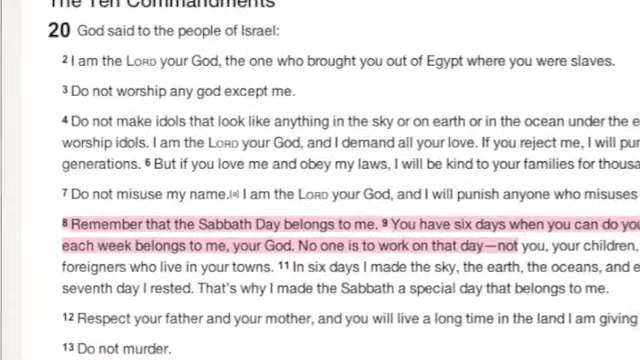 The Ten Commandments
20 God said to the people of Israel:
2 I am the LORD your God, the one who brought you out of Egypt where you were slaves.
3 Do not worship any god except me.
4 Do not make idols that look like anything in the sky or on earth or in the ocean under the
worship idols. I am the LORD your God, and I demand all your love. If you reject me, I will
generations. 6 But if you love me and obey my laws, I will be kind to your families for
7 Do not misuse my name.[a] I am the LORD your God, and I will punish anyone who misuses
8 Remember that the Sabbath Day belongs to me. 9 You have six days when you can do
each week belongs to me, your God. No one is to work on that day—not you, your children,
foreigners who live in your towns. 11 In six days I made the sky, the earth, the oceans, and
seventh day I rested. That's why I made the Sabbath a special day that belongs to me.
12 Respect your father and your mother, and you will live a long time in the land I am giving
13 Do not murder.